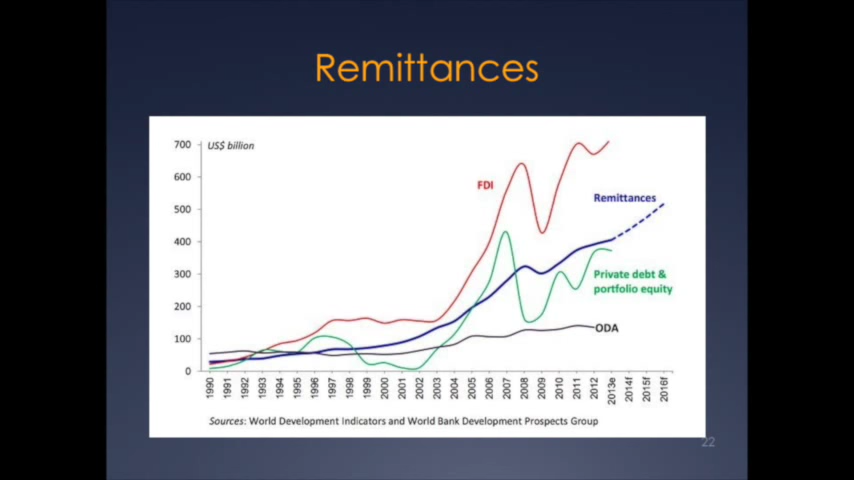 Remittances
US$ billion
700
600
500
400
300
200
100
0
FDI
Remittances
Private debt &
portfolio equity
ODA
1990 1991 1992 1993 1994 1995 1996 1997 1998 1999 2000 2001 2002 2003 2004 2005 2006 2007 2008 2009 2010 2011 2012 2013e 2014f 2015f 2016f
Sources: World Development Indicators and World Bank Development Prospects Group
22